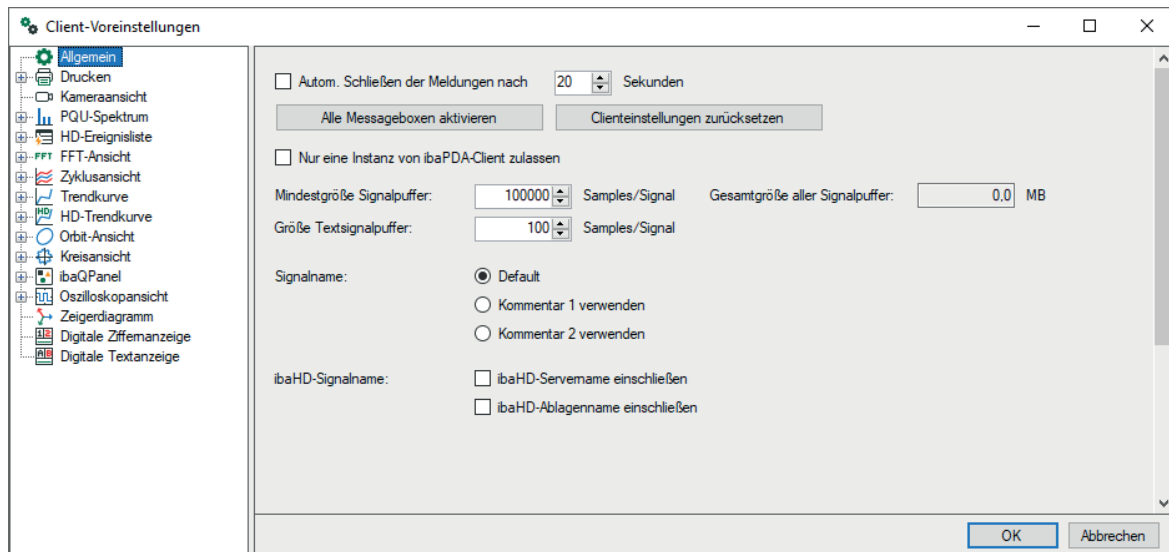 Client-Voreinstellungen
Allgemein
Drucken
Kameraansicht
PQU-Spektrum
HD-Ereignisliste
FFT FFT-Ansicht
Zyklusansicht
Trendkurve
HD HD-Trendkurve
Orbit-Ansicht
Kreisansicht
ibaQPanel
Oszilloskopansicht
Zeigerdiagramm
12 Digitale Ziffernanzeige
AB Digitale Textanzeige
Autom. Schließen der Meldungen nach 20 Sekunden
Alle Messageboxen aktivieren Clienteinstellungen zurücksetzen
Nur eine Instanz von ibaPDA-Client zulassen
Mindestgröße Signalpuffer: 100000 Samples/Signal Gesamtgröße aller Signalpuffer: 0,0 MB
Größe Textsignalpuffer: 100 Samples/Signal
Signalname: Default
Kommentar 1 verwenden
Kommentar 2 verwenden
ibaHD-Signalname: ibaHD-Servername einschließen
ibaHD-Ablagenname einschließen
OK Abbrechen